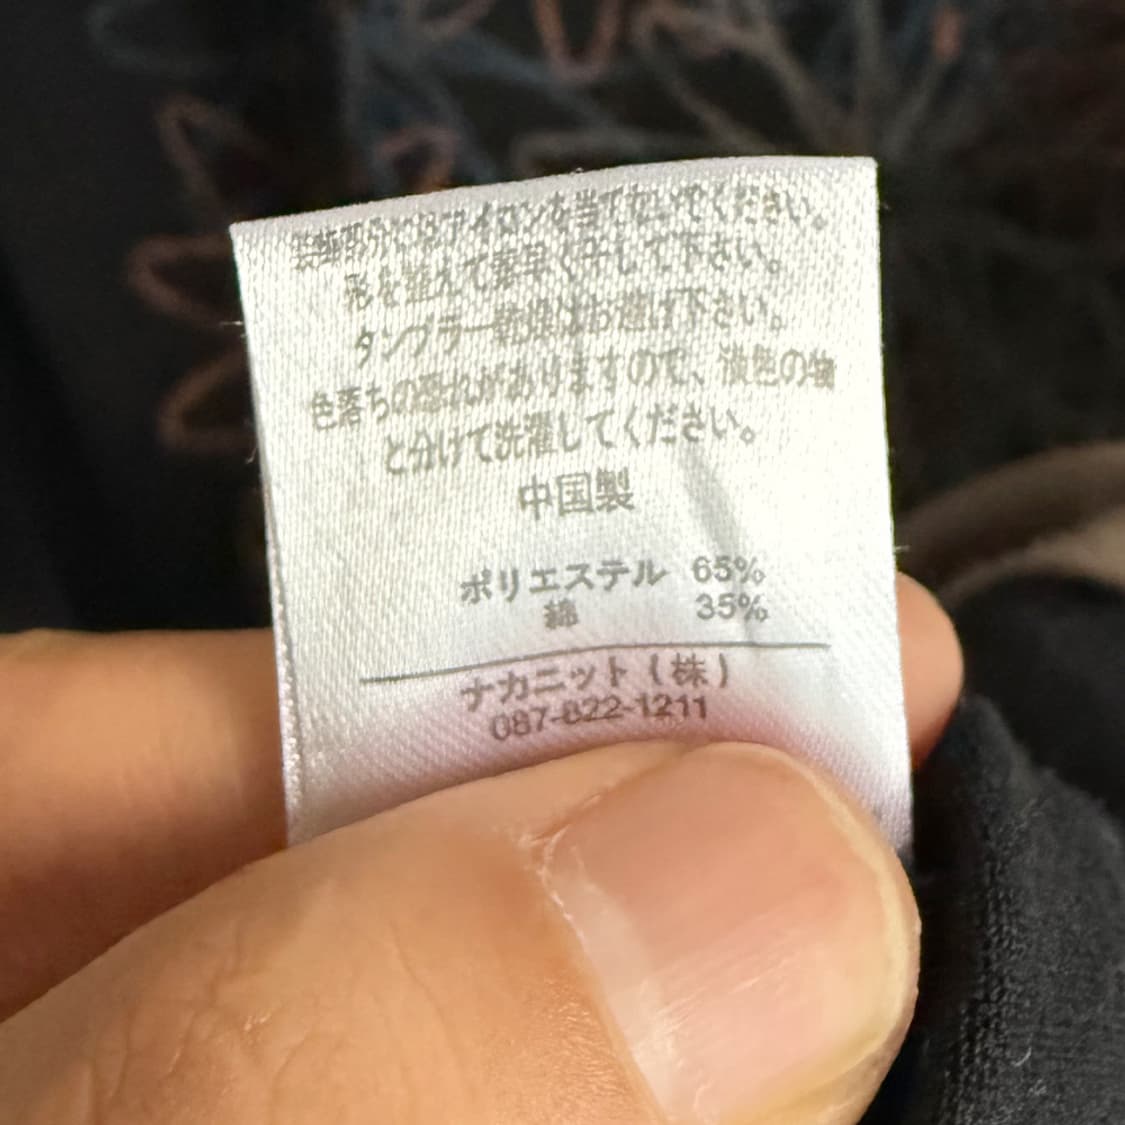 部分にはアイロンを当てないでください。
形を整えて素早く干して下さい。
タンブラー乾燥はお避け下さい。
色落ちの恐れがありますので、淡色の物
と分けて洗濯してください。
中国製
ポリエステル 65%
綿 35%
ナカニット(株)
087-822-1211